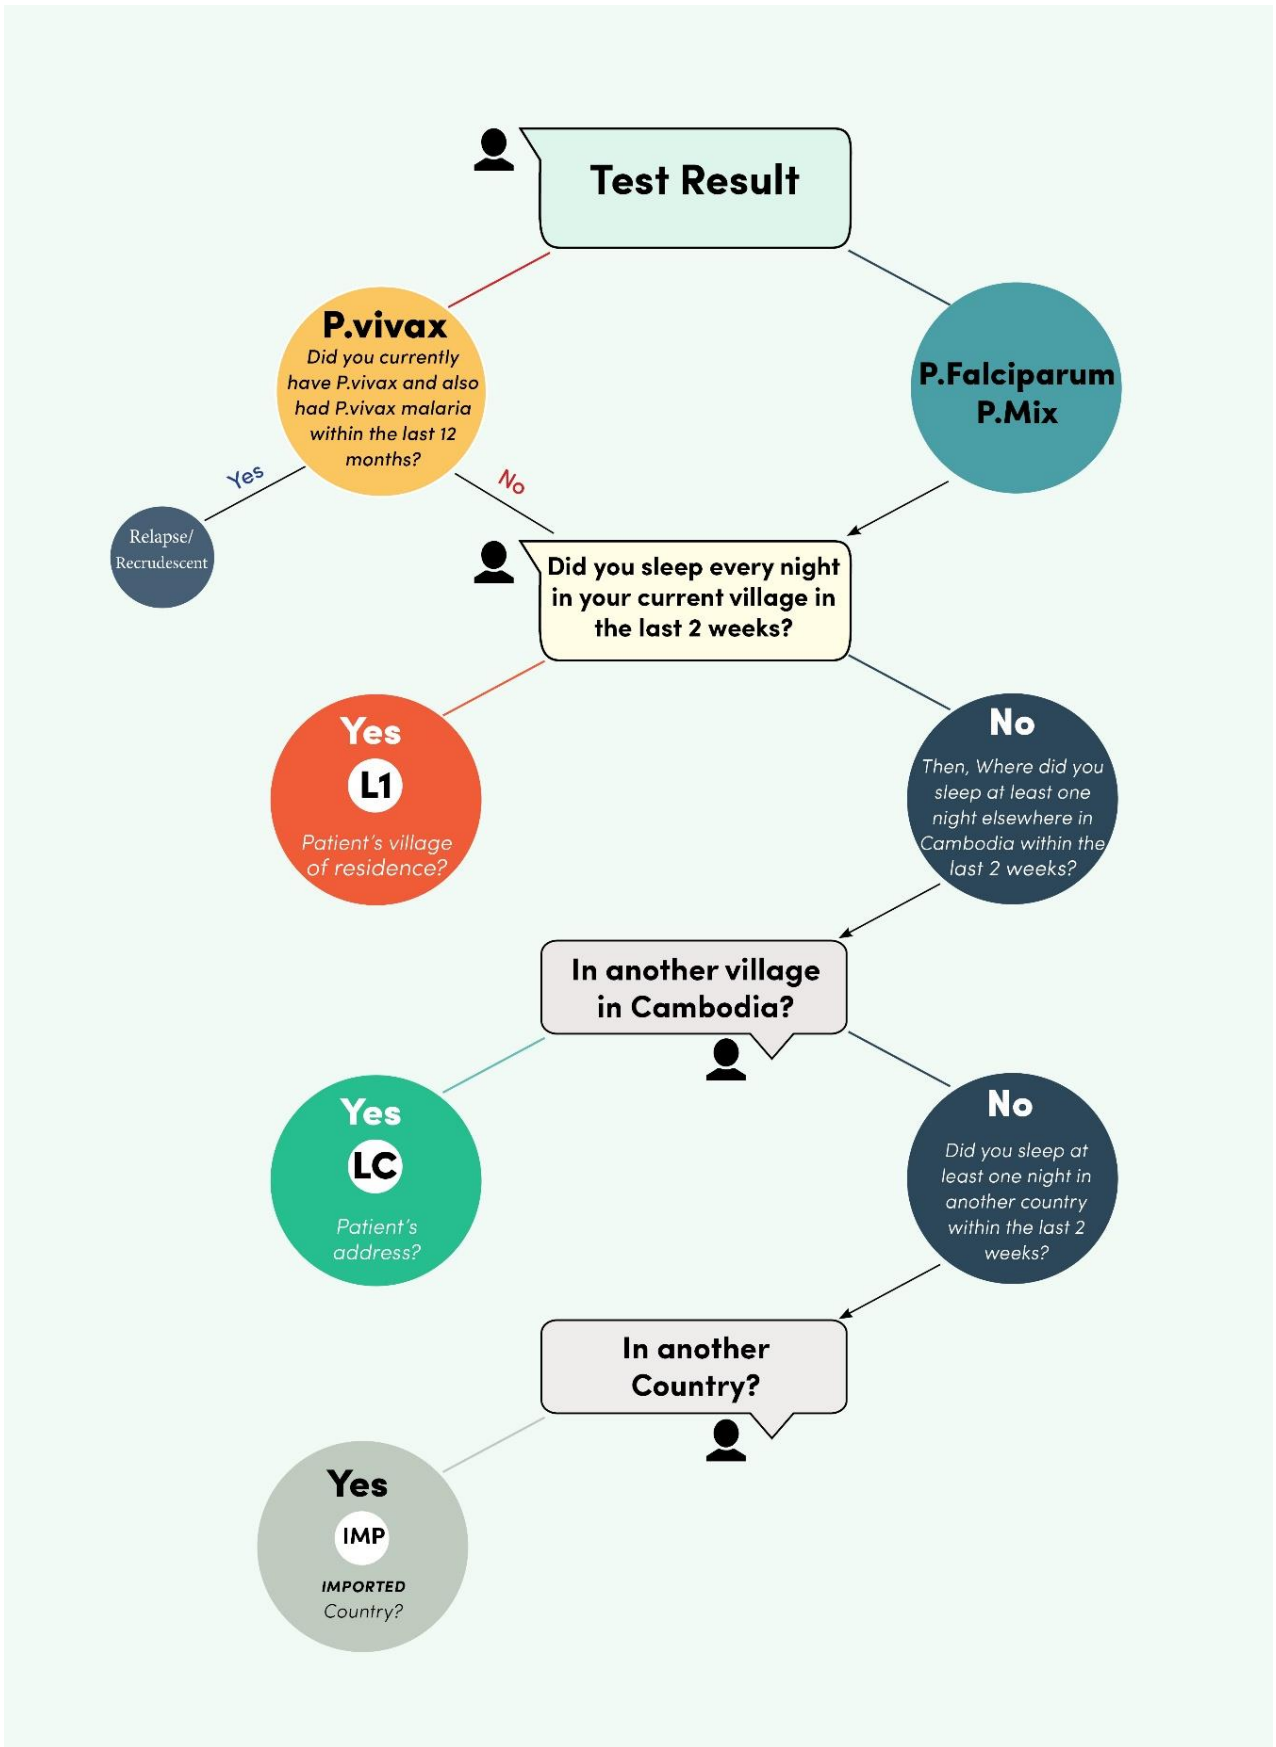 Test Result
P.vivax
Did you currently
have P.vivax and also
had P.vivax malaria
within the last 12
months?
P.Falciparum
P.Mix
Yes
No
Relapse/
Recrudescent
Did you sleep every night
in your current village in
the last 2 weeks?
Yes
L1
Patient's village
of residence?
No
Then, Where did you
sleep at least one
night elsewhere in
Cambodia within the
last 2 weeks?
In another village
in Cambodia?
Yes
LC
Patient's
address?
No
Did you sleep at
least one night in
another country
within the last 2
weeks?
In another
Country?
Yes
IMP
IMPORTED
Country?